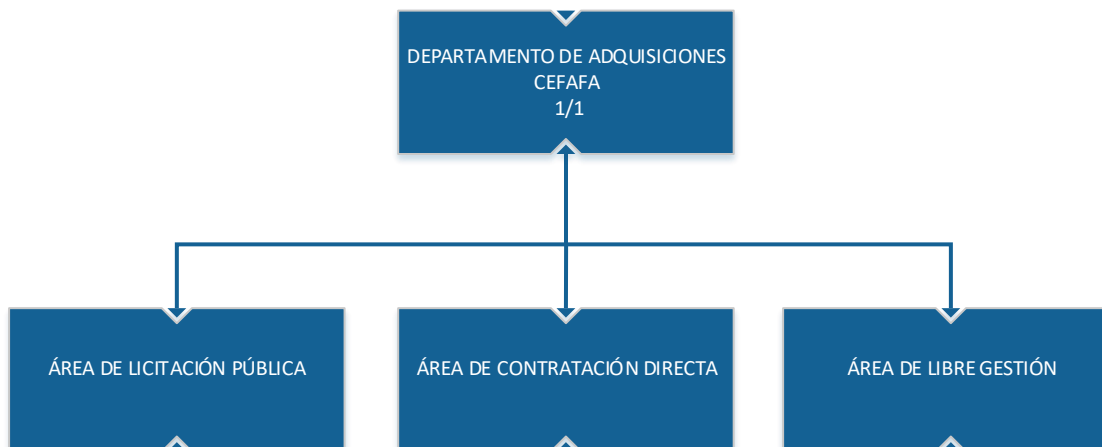 DEPARTAMENTO DE ADQUISICIONES
CEFAFA
1/1
ÁREA DE LICITACIÓN PÚBLICA
ÁREA DE CONTRATACIÓN DIRECTA
ÁREA DE LIBRE GESTIÓN